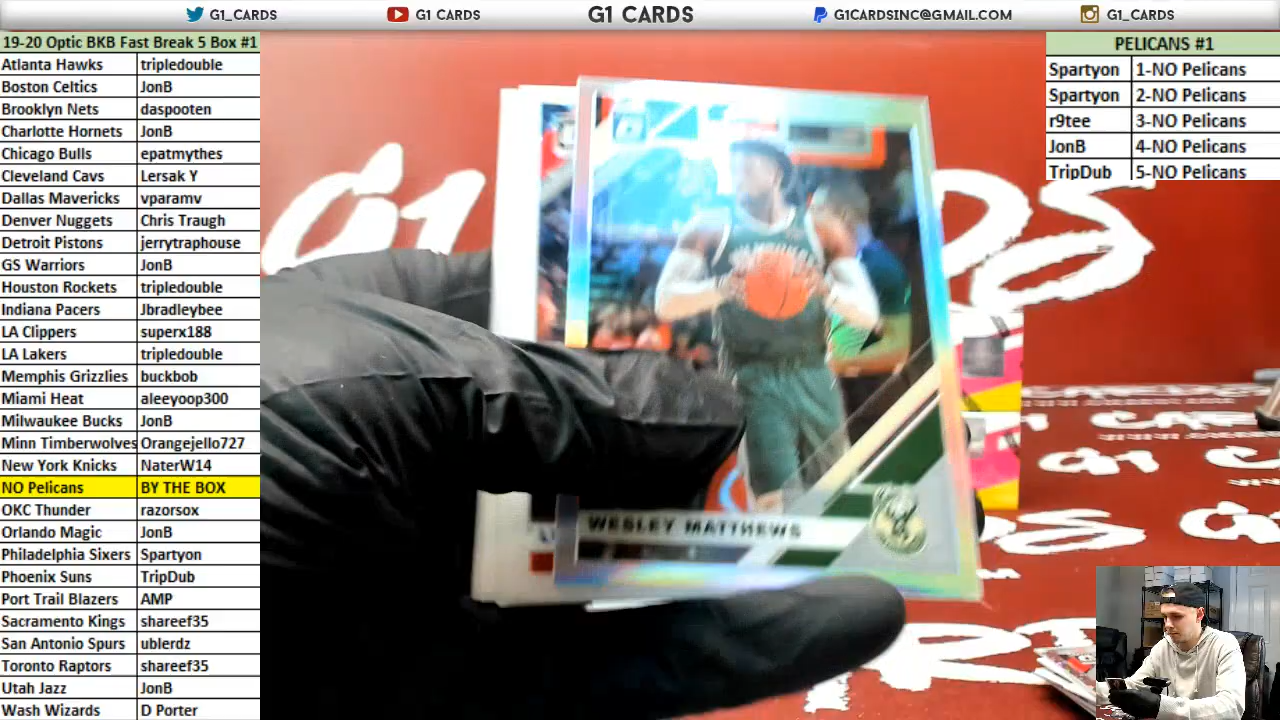 G1_CARDS G1 CARDS G1 CARDS G1CARDSINC@GMAIL.COM G1_CARDS
19-20 Optic BKB Fast Break 5 Box #1
Atlanta Hawks tripledouble
Boston Celtics JonB
Brooklyn Nets daspooten
Charlotte Hornets JonB
Chicago Bulls epatmythes
Cleveland Cavs Lersak Y
Dallas Mavericks vparamv
Denver Nuggets Chris Traugh
Detroit Pistons jerrytraphouse
GS Warriors JonB
Houston Rockets tripledouble
Indiana Pacers Jbradleybee
LA Clippers superx188
LA Lakers tripledouble
Memphis Grizzlies buckbob
Miami Heat aleeyoop300
Milwaukee Bucks JonB
Minn Timberwolves Orangejello727
New York Knicks NaterW14
NO Pelicans BY THE BOX
OKC Thunder razorsox
Orlando Magic JonB
Philadelphia Sixers Spartyon
Phoenix Suns TripDub
Port Trail Blazers AMP
Sacramento Kings shareef35
San Antonio Spurs ublerdz
Toronto Raptors shareef35
Utah Jazz JonB
Wash Wizards D Porter
PELICANS #1
Spartyon 1-NO Pelicans
Spartyon 2-NO Pelicans
r9tee 3-NO Pelicans
JonB 4-NO Pelicans
TripDub 5-NO Pelicans
WESLEY MATTHEWS